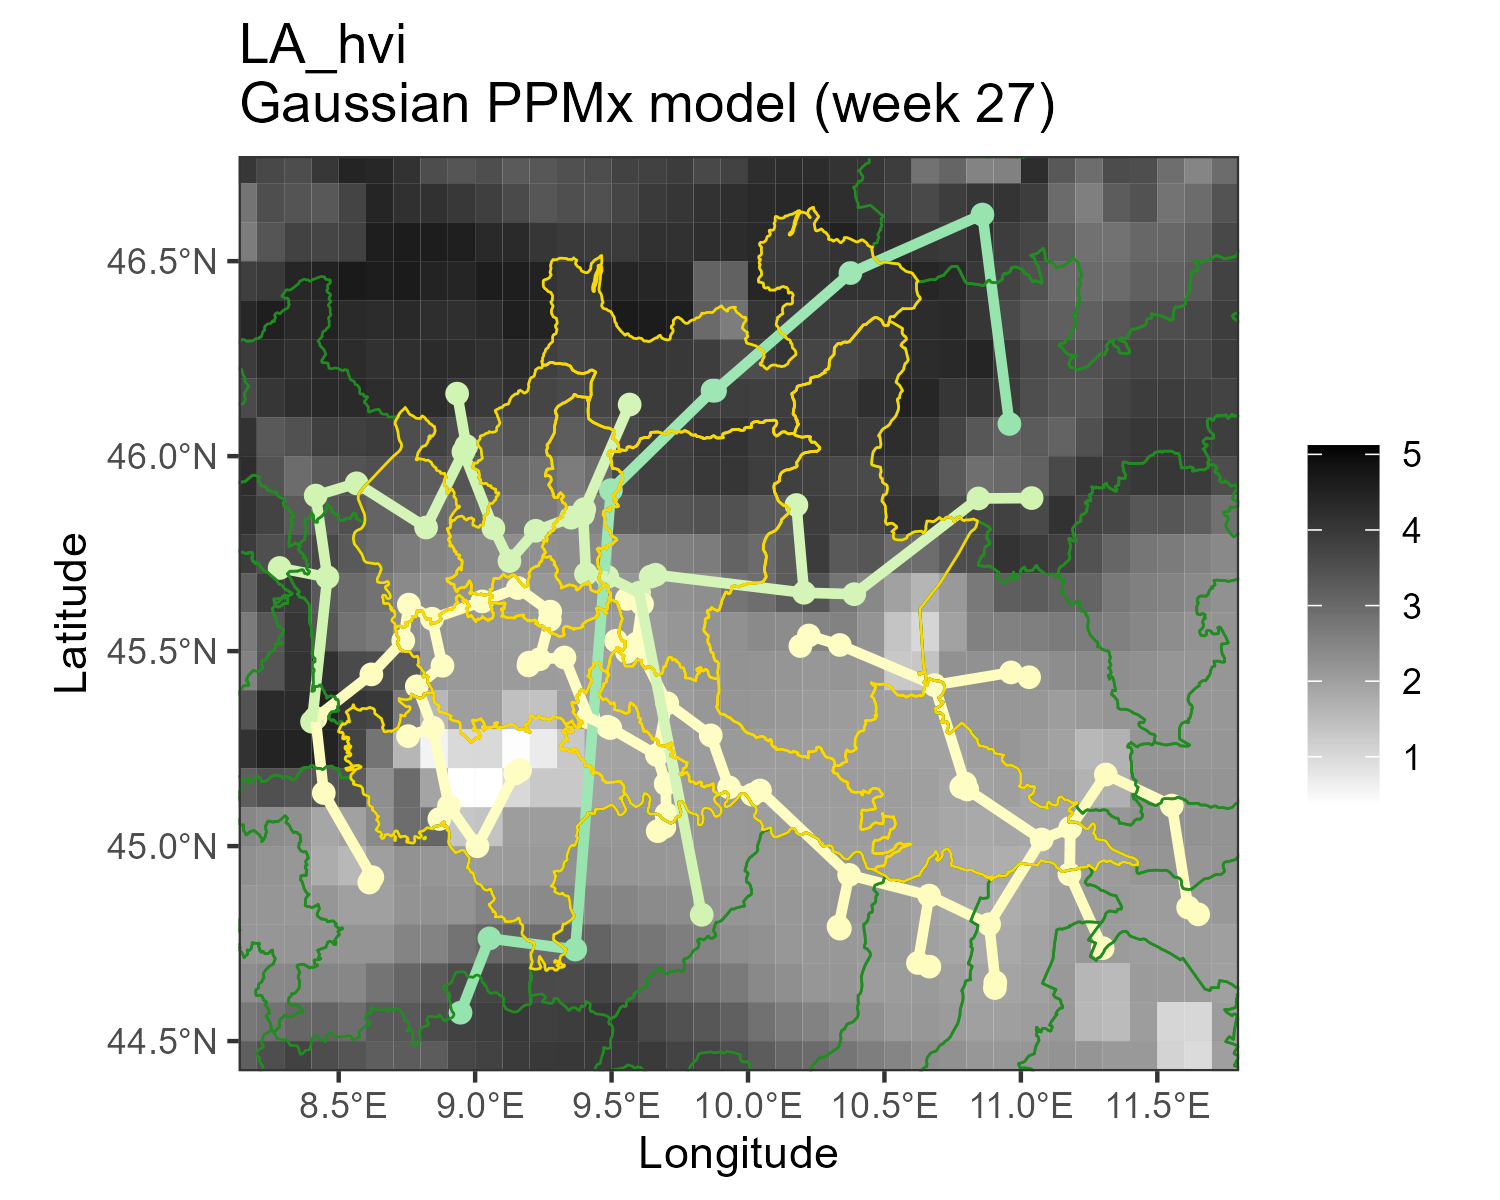 LA_hvi
Gaussian PPMx model (week 27)
46.5°N
46.0°N
45.5°N
45.0°N
44.5°N
Latitude
8.5°E 9.0°E 9.5°E 10.0°E 10.5°E 11.0°E 11.5°E
Longitude
5
4
3
2
1